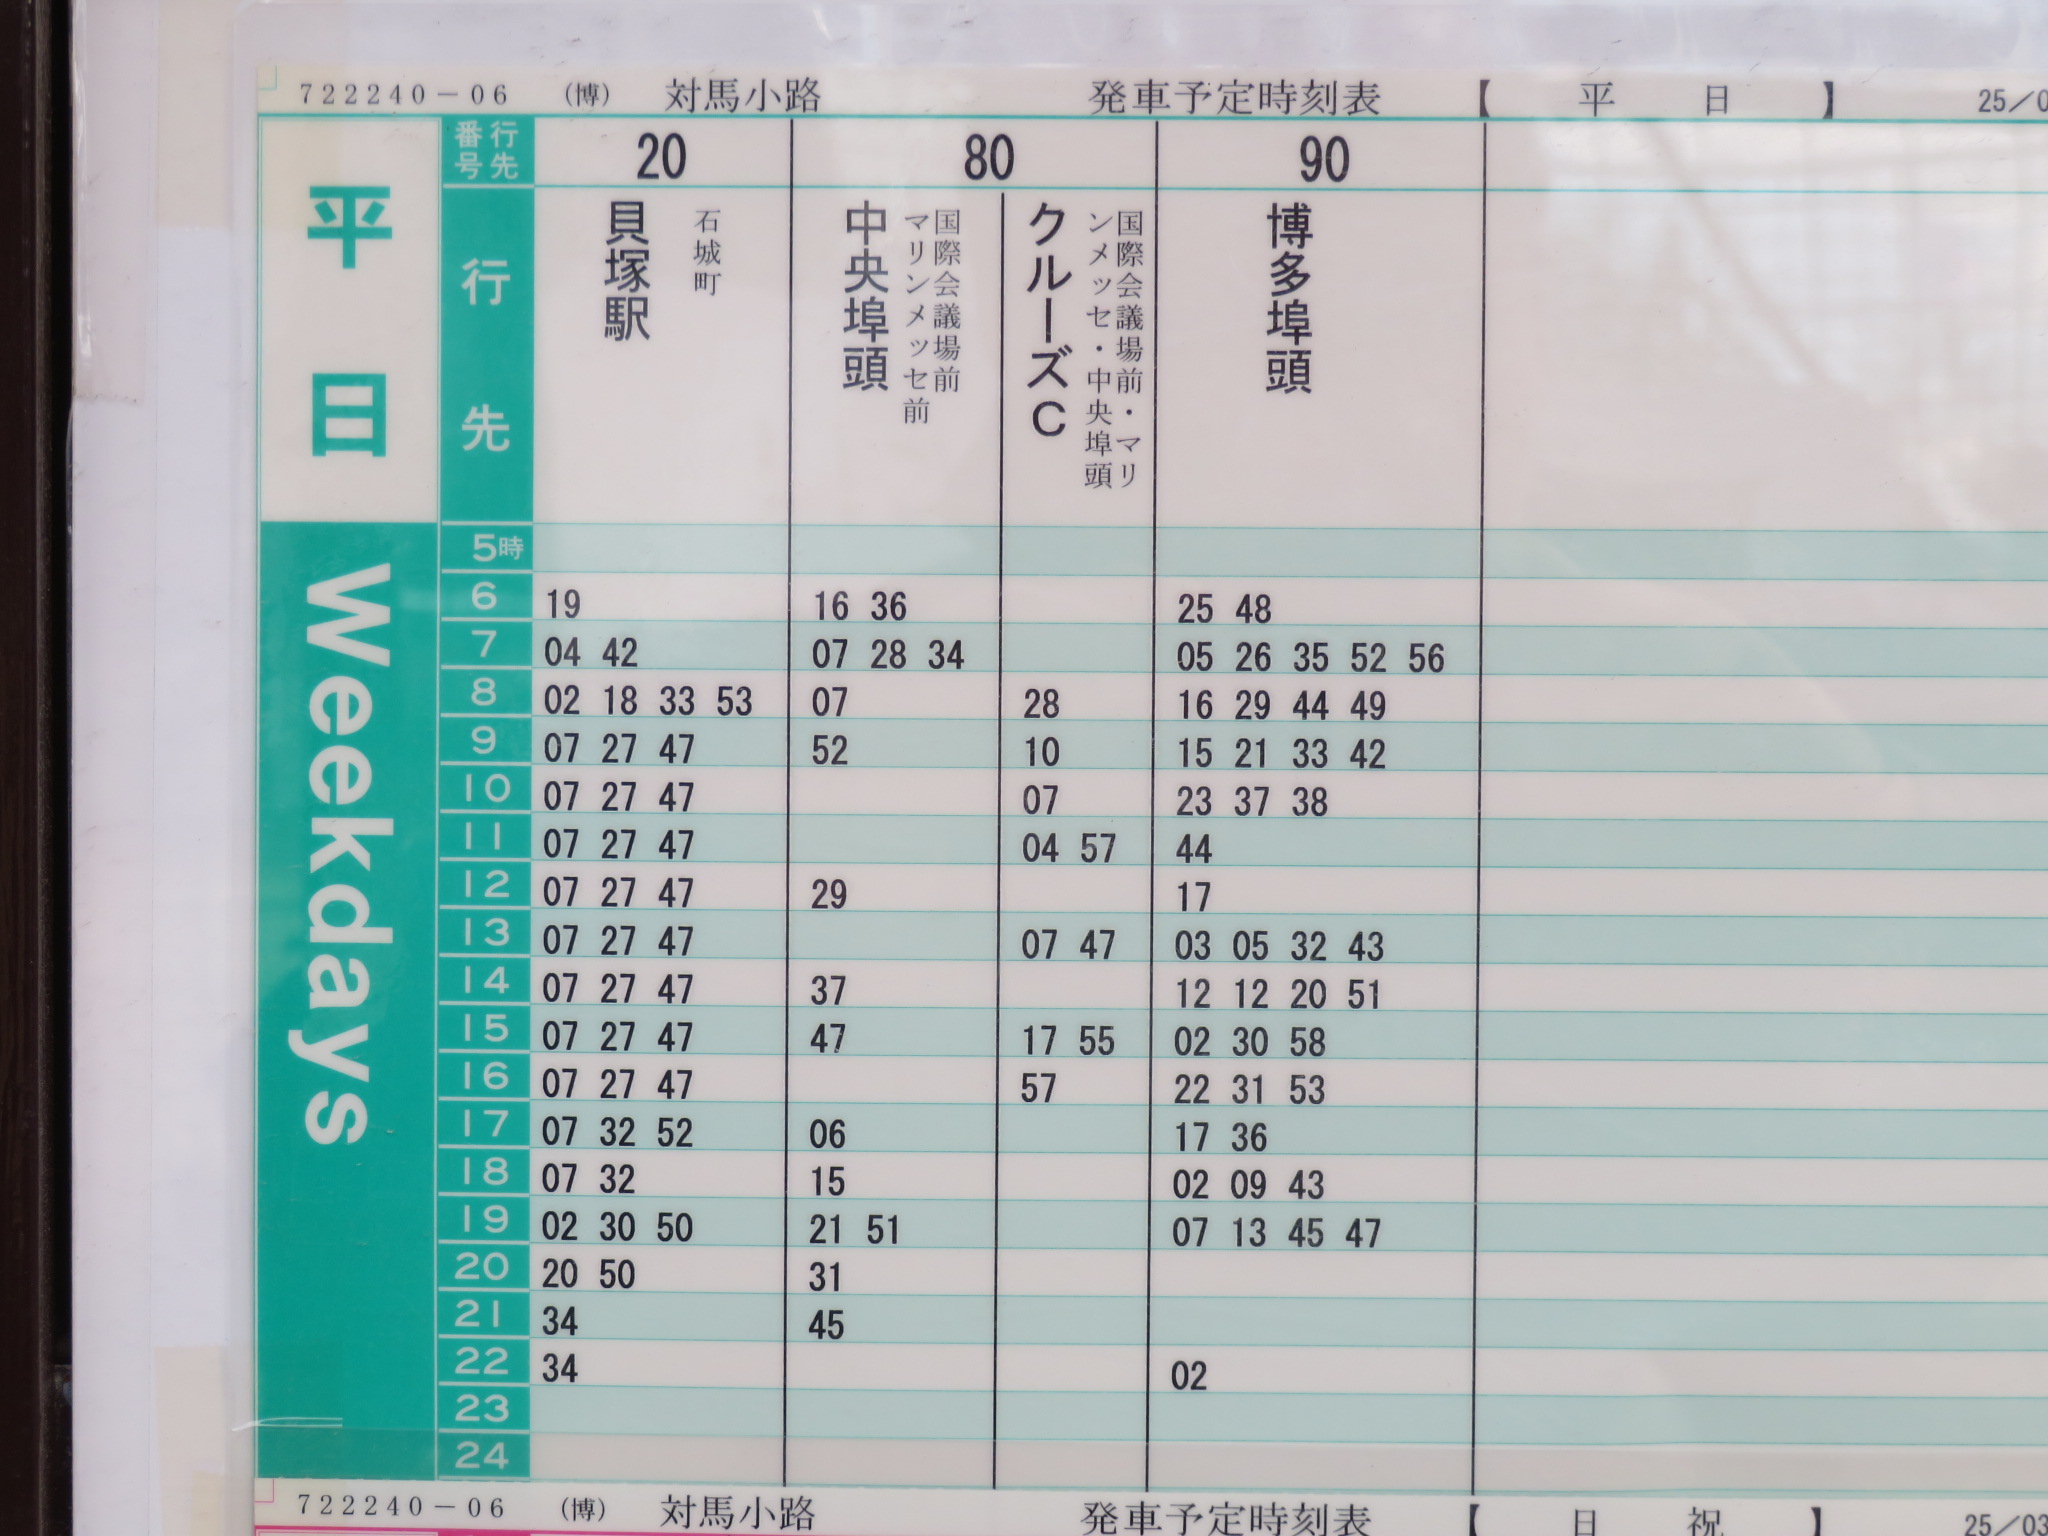 722240-06 (博) 対馬小路 発車予定時刻表 【 平 日 】 25/0
平日
Weekdays
行先番号 20 80 90
行先
貝塚駅
石城町
中央埠頭
国際会議場前
マリンメッセ前
クルーズC
国際会議場前・マリ
ンメッセ・中央埠頭
博多埠頭
5時
6 19 16 36 25 48
7 04 42 07 28 34 05 26 35 52 56
8 02 18 33 53 07 28 16 29 44 49
9 07 27 47 52 10 15 21 33 42
10 07 27 47 07 23 37 38
11 07 27 47 04 57 44
12 07 27 47 29 17
13 07 27 47 07 47 03 05 32 43
14 07 27 47 37 12 12 20 51
15 07 27 47 47 17 55 02 30 58
16 07 27 47 57 22 31 53
17 07 32 52 06 17 36
18 07 32 15 02 09 43
19 02 30 50 21 51 07 13 45 47
20 20 50 31
21 34 45
22 34 02
23
24
722240-06 (博) 対馬小路 発車予定時刻表 【 日 祝 】 25/03